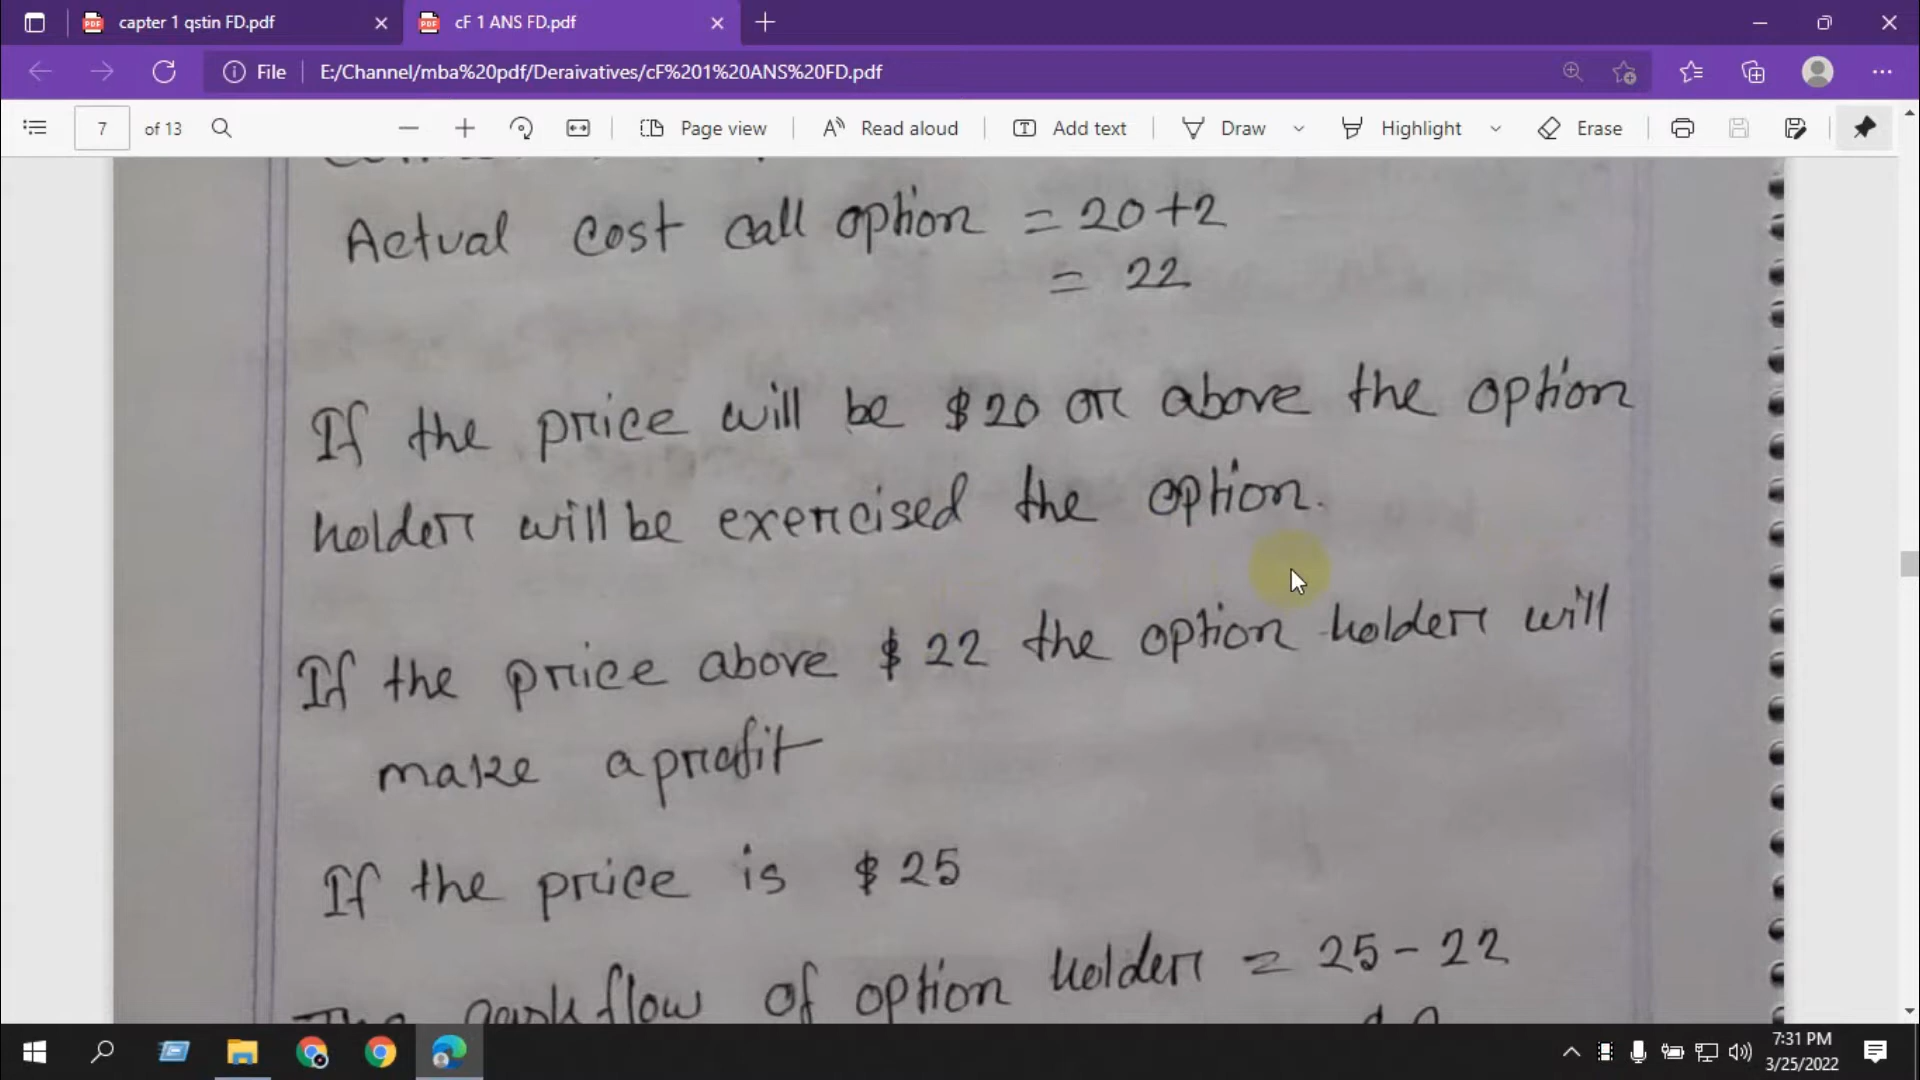 capter 1 qstin FD.pdf
cF 1 ANS FD.pdf
File
E:/Channel/mba%20pdf/Deraivatives/cF%201%20ANS%20FD.pdf
7 of 13
Page view
Read aloud
Add text
Draw
Highlight
Erase
Actual cost call option = 20+2
= 22
If the price will be $20 or above the option
holder will be exercised the option.
If the price above $ 22 the option holder will
make a profit
If the price is $ 25
The cashflow of option holder = 25 - 22
7:31 PM
3/25/2022